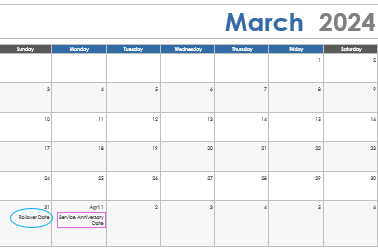 March 2024
Sunday Monday Tuesday Wednesday Thursday Friday Saturday
1 2
3 4 5 6 7 8 9
10 11 12 13 14 15 16
17 18 19 20 21 22 23
24 25 26 27 28 29 30
31 April 1 2 3 4 5 6
Rollover Date Service Anniversary
Date